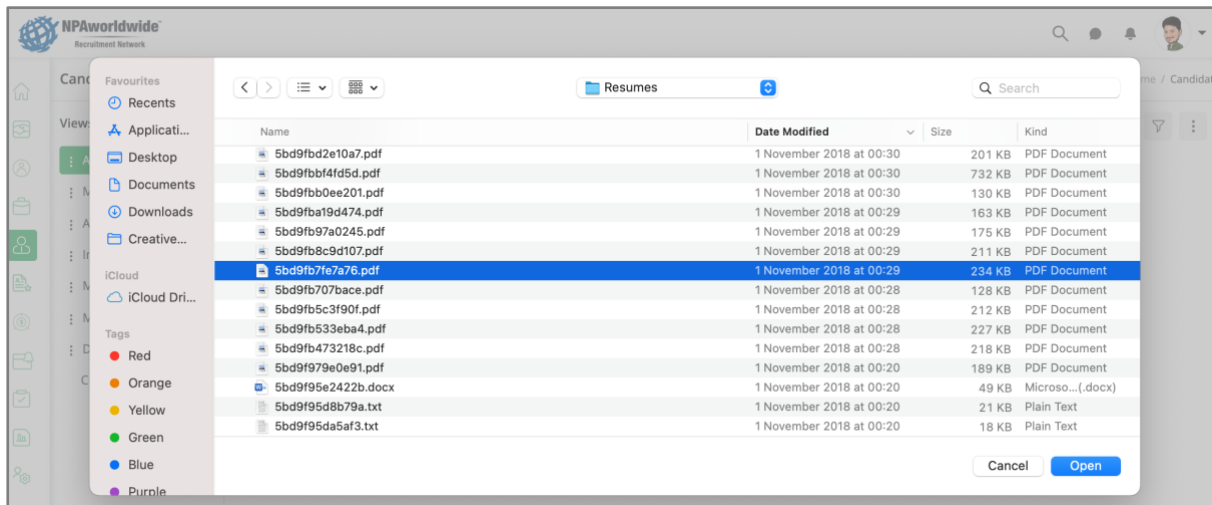 NPAworldwide
Recruitment Network
Cand
me / Candidat
Views
Favourites
Recents
Applicati...
Desktop
Documents
Downloads
Creative...
iCloud
iCloud Dri...
Tags
Red
Orange
Yellow
Green
Blue
Purple
Resumes
Search
Name Date Modified Size Kind
5bd9fbd2e10a7.pdf 1 November 2018 at 00:30 201 KB PDF Document
5bd9fbbf4fd5d.pdf 1 November 2018 at 00:30 732 KB PDF Document
5bd9fbb0ee201.pdf 1 November 2018 at 00:30 130 KB PDF Document
5bd9fba19d474.pdf 1 November 2018 at 00:29 163 KB PDF Document
5bd9fb97a0245.pdf 1 November 2018 at 00:29 175 KB PDF Document
5bd9fb8c9d107.pdf 1 November 2018 at 00:29 211 KB PDF Document
5bd9fb7fe7a76.pdf 1 November 2018 at 00:29 234 KB PDF Document
5bd9fb707bace.pdf 1 November 2018 at 00:29 128 KB PDF Document
5bd9fb5c3f90f.pdf 1 November 2018 at 00:28 212 KB PDF Document
5bd9fb533eba4.pdf 1 November 2018 at 00:28 227 KB PDF Document
5bd9fb473218c.pdf 1 November 2018 at 00:28 218 KB PDF Document
5bd9f979e0e91.pdf 1 November 2018 at 00:20 189 KB PDF Document
5bd9f95e2422b.docx 1 November 2018 at 00:20 49 KB Microso...(.docx)
5bd9f95d8b79a.txt 1 November 2018 at 00:20 21 KB Plain Text
5bd9f95da5af3.txt 1 November 2018 at 00:20 18 KB Plain Text
Cancel Open